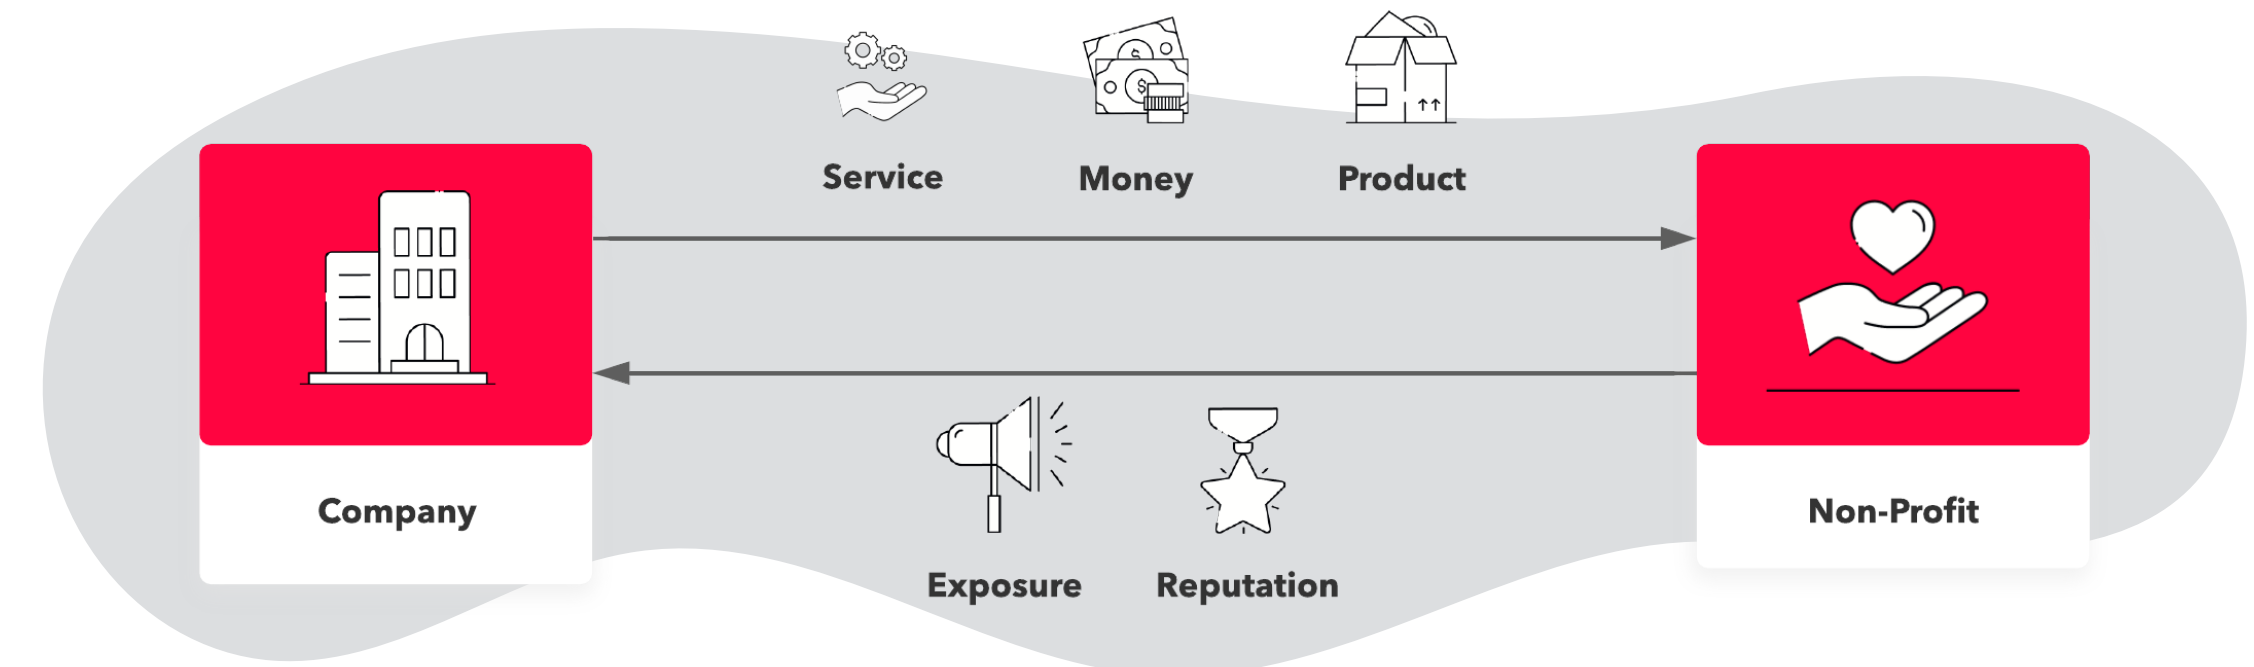 Service
Money
Product
Company
Non-Profit
Exposure
Reputation